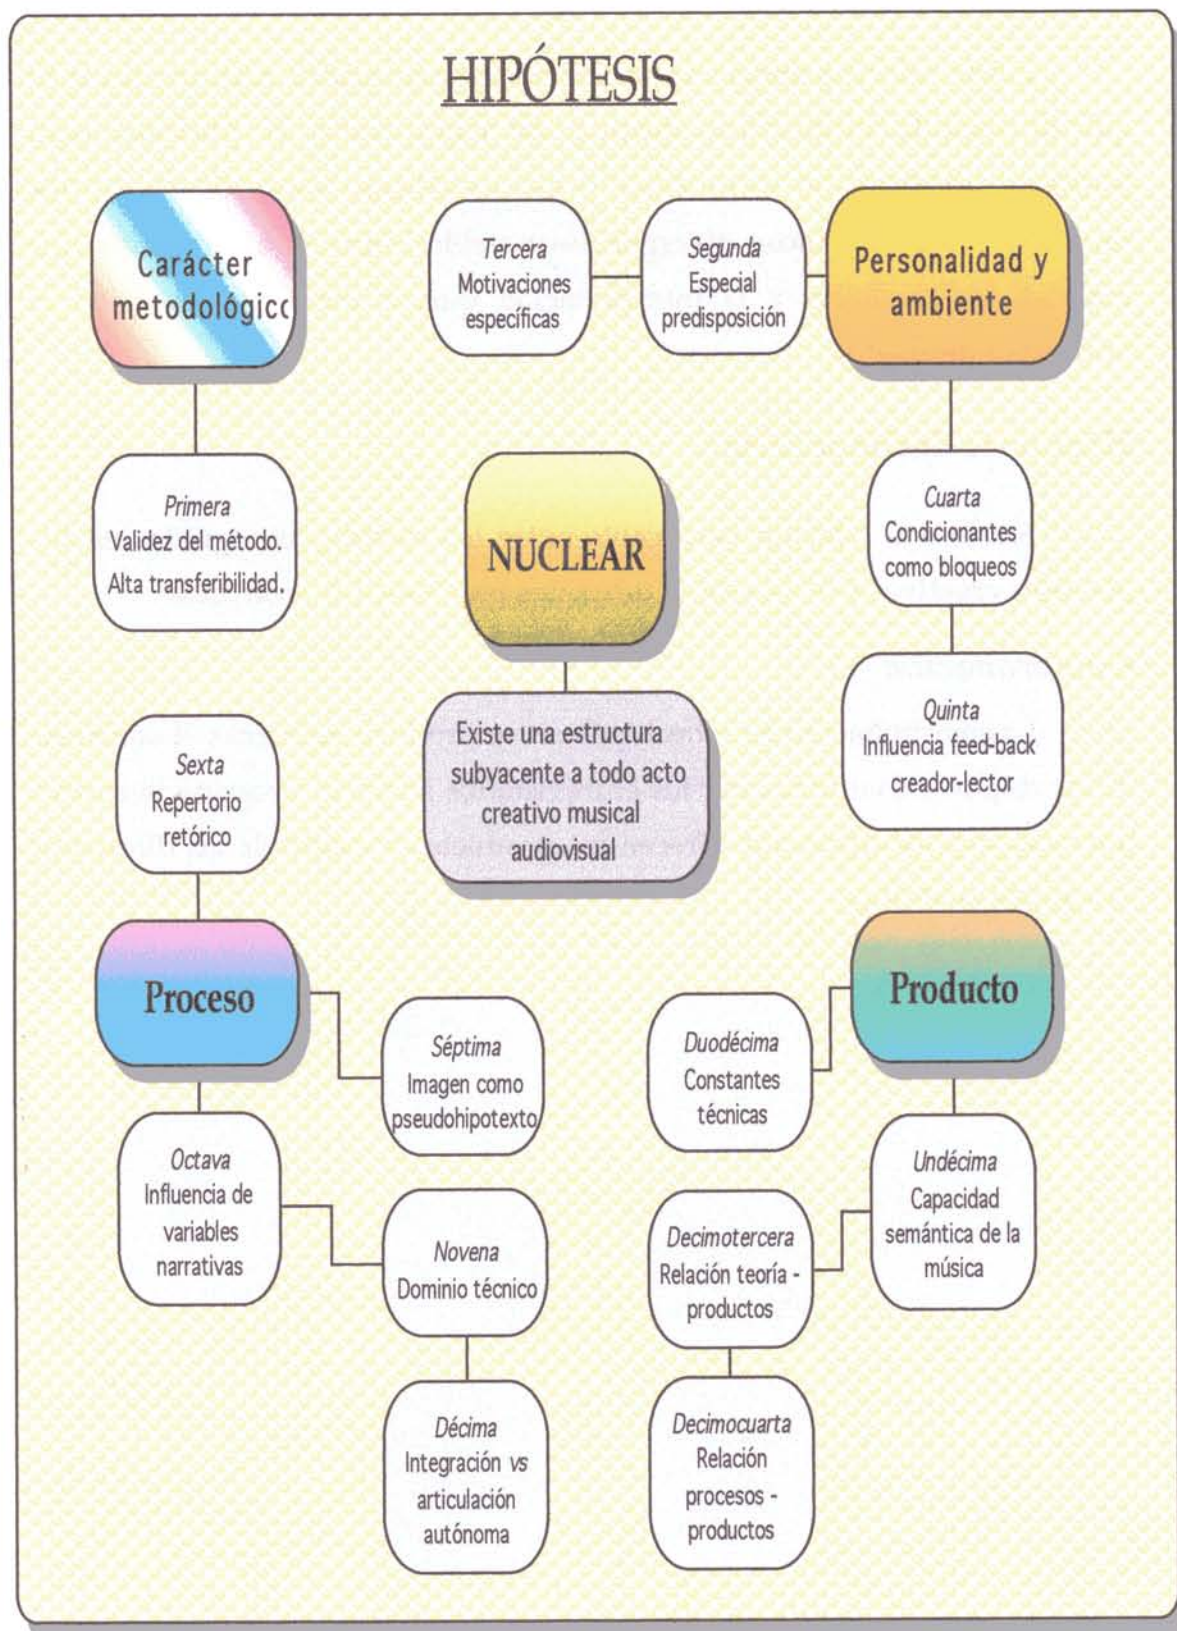 HIPÓTESIS
Carácter
metodológico
Primera
Validez del método.
Alta transferibilidad.
Tercera
Motivaciones
específicas
Segunda
Especial
predisposición
Personalidad y
ambiente
Cuarta
Condicionantes
como bloqueos
Quinta
Influencia feed-back
creador-lector
NUCLEAR
Existe una estructura
subyacente a todo acto
creativo musical
audiovisual
Sexta
Repertorio
retórico
Proceso
Séptima
Imagen como
pseudohipotexto
Octava
Influencia de
variables
narrativas
Novena
Dominio técnico
Décima
Integración vs
articulación
autónoma
Producto
Duodécima
Constantes
técnicas
Undécima
Capacidad
semántica de la
música
Decimotercera
Relación teoría -
productos
Decimocuarta
Relación
procesos -
productos